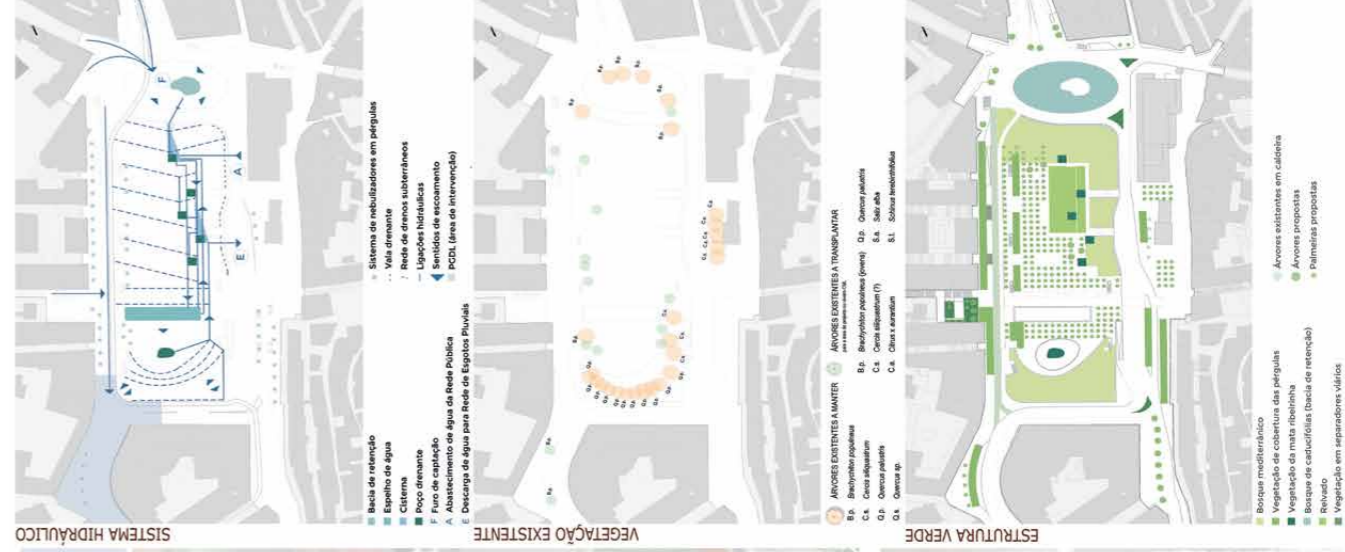 SISTEMA HIDRÁULICO
Bacia de retenção
Espelho de água
Cisterna
Poço drenante
F Furo de captação
A Abastecimento de água da Rede Pública
E Descarga de água para Rede de Esgotos Pluviais
Sistema de nebulizadores em pérgulas
Vala drenante
Rede de drenos subterrâneos
Ligações hidráulicas
Sentidos de escoamento
PGDL (área de intervenção)
F
A
E
VEGETAÇÃO EXISTENTE
ÁRVORES EXISTENTES A MANTER
B.p. Brachychiton populneus
C.s. Cercis siliquastrum
Q.p. Quercus palustris
Q.s. Quercus sp.
ÁRVORES EXISTENTES A TRANSPLANTAR
B.p. Brachychiton populneus (jovens)
C.s. Cercis siliquastrum (?)
C.a. Citrus x aurantium
Q.p. Quercus palustris
S.a. Salix alba
S.t. Schinus terebinthifolius
ESTRUTURA VERDE
Bosque mediterrânico
Vegetação de cobertura das pérgulas
Vegetação da mata ribeirinha
Bosque de caducifólias (bacia de retenção)
Relvado
Vegetação em separadores viários
Árvores existentes em caldeira
Árvores propostas
Palmeiras propostas